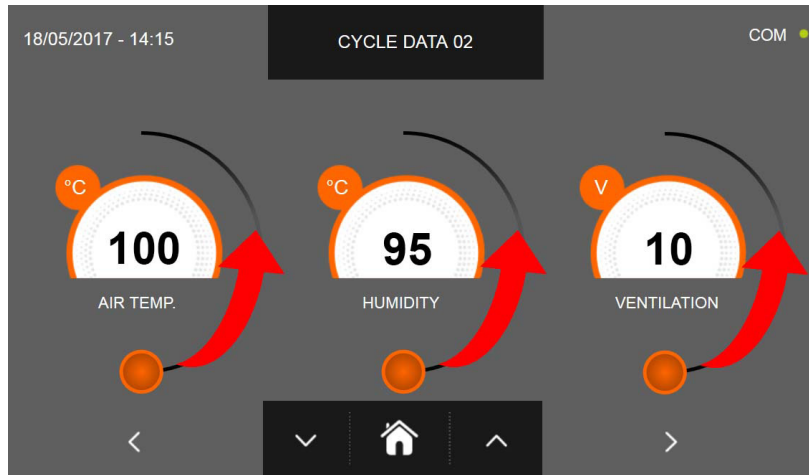 18/05/2017 - 14:15
CYCLE DATA 02
COM
°C
100
AIR TEMP.
°C
95
HUMIDITY
V
10
VENTILATION